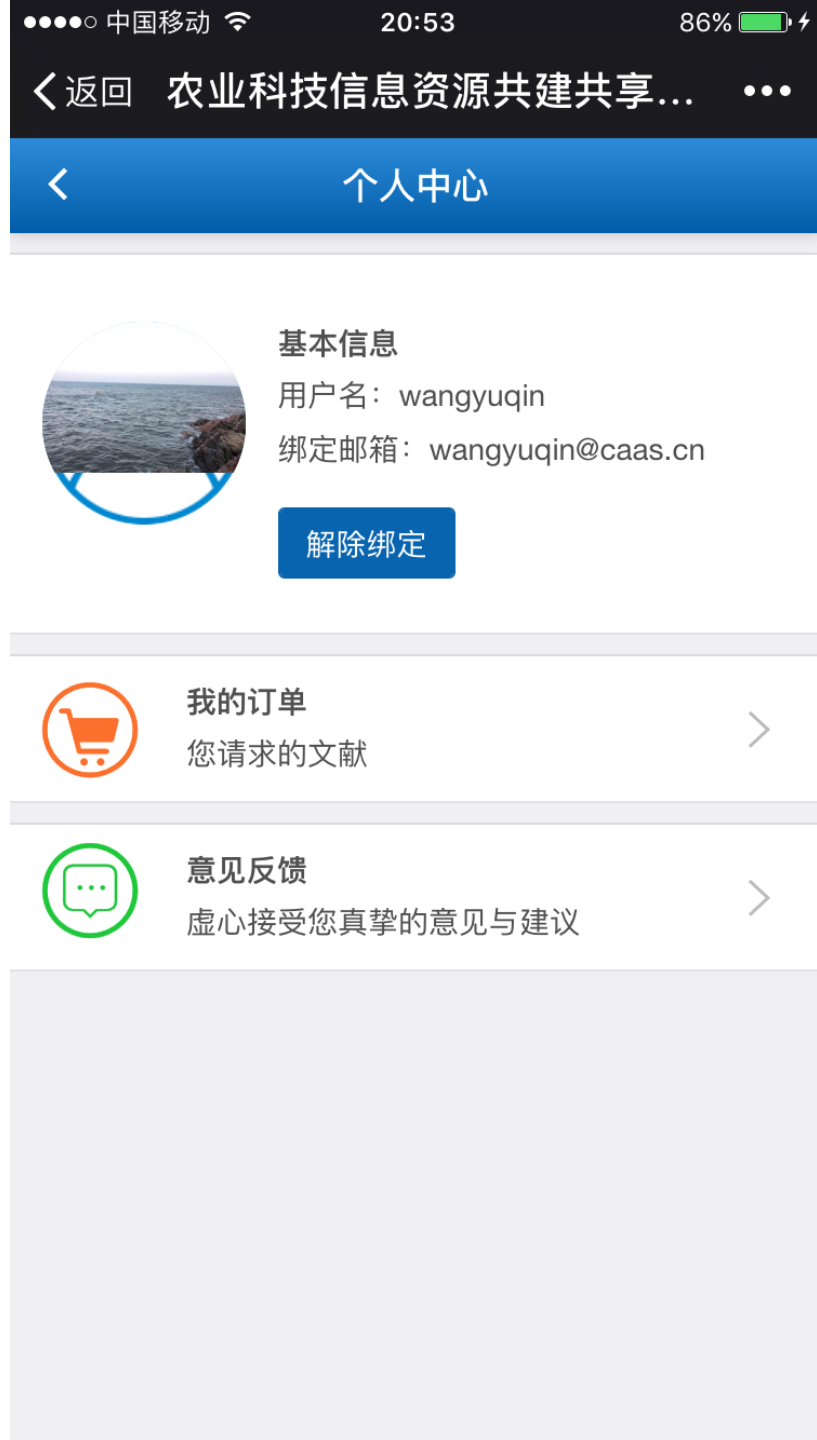 中国移动 20:53 86%
返回 农业科技信息资源共建共享...
个人中心
基本信息
用户名：wangyuqin
绑定邮箱：wangyuqin@caas.cn
解除绑定
我的订单
您请求的文献
意见反馈
虚心接受您真挚的意见与建议